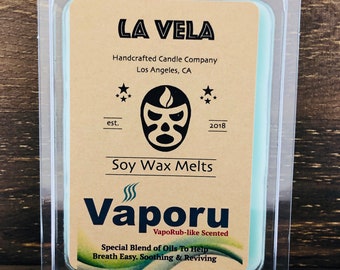 LA VELA
Handcrafted Candle Company
Los Angeles, CA
est. 2018
Soy Wax Melts
Vaporu
VapoRub-like Scented
Special Blend of Oils To Help
Breath Easy, Soothing & Reviving